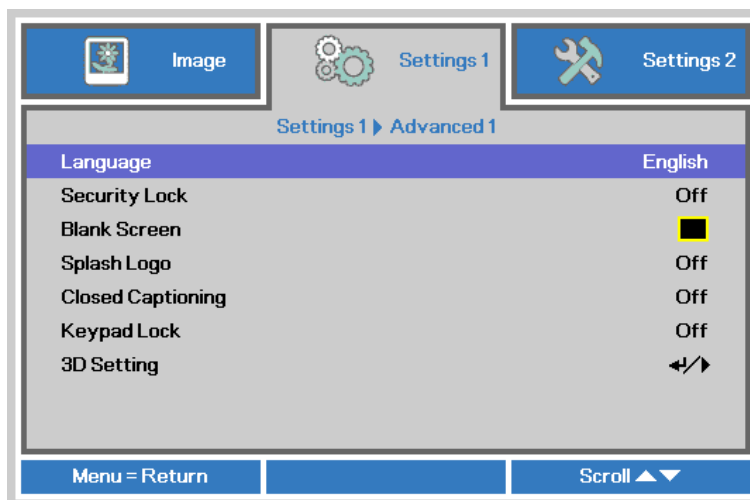 Image
Settings 1
Settings 2
Settings 1 Advanced 1
Language English
Security Lock Off
Blank Screen
Splash Logo Off
Closed Captioning Off
Keypad Lock Off
3D Setting ↵/▶
Menu = Return
Scroll ▲▼